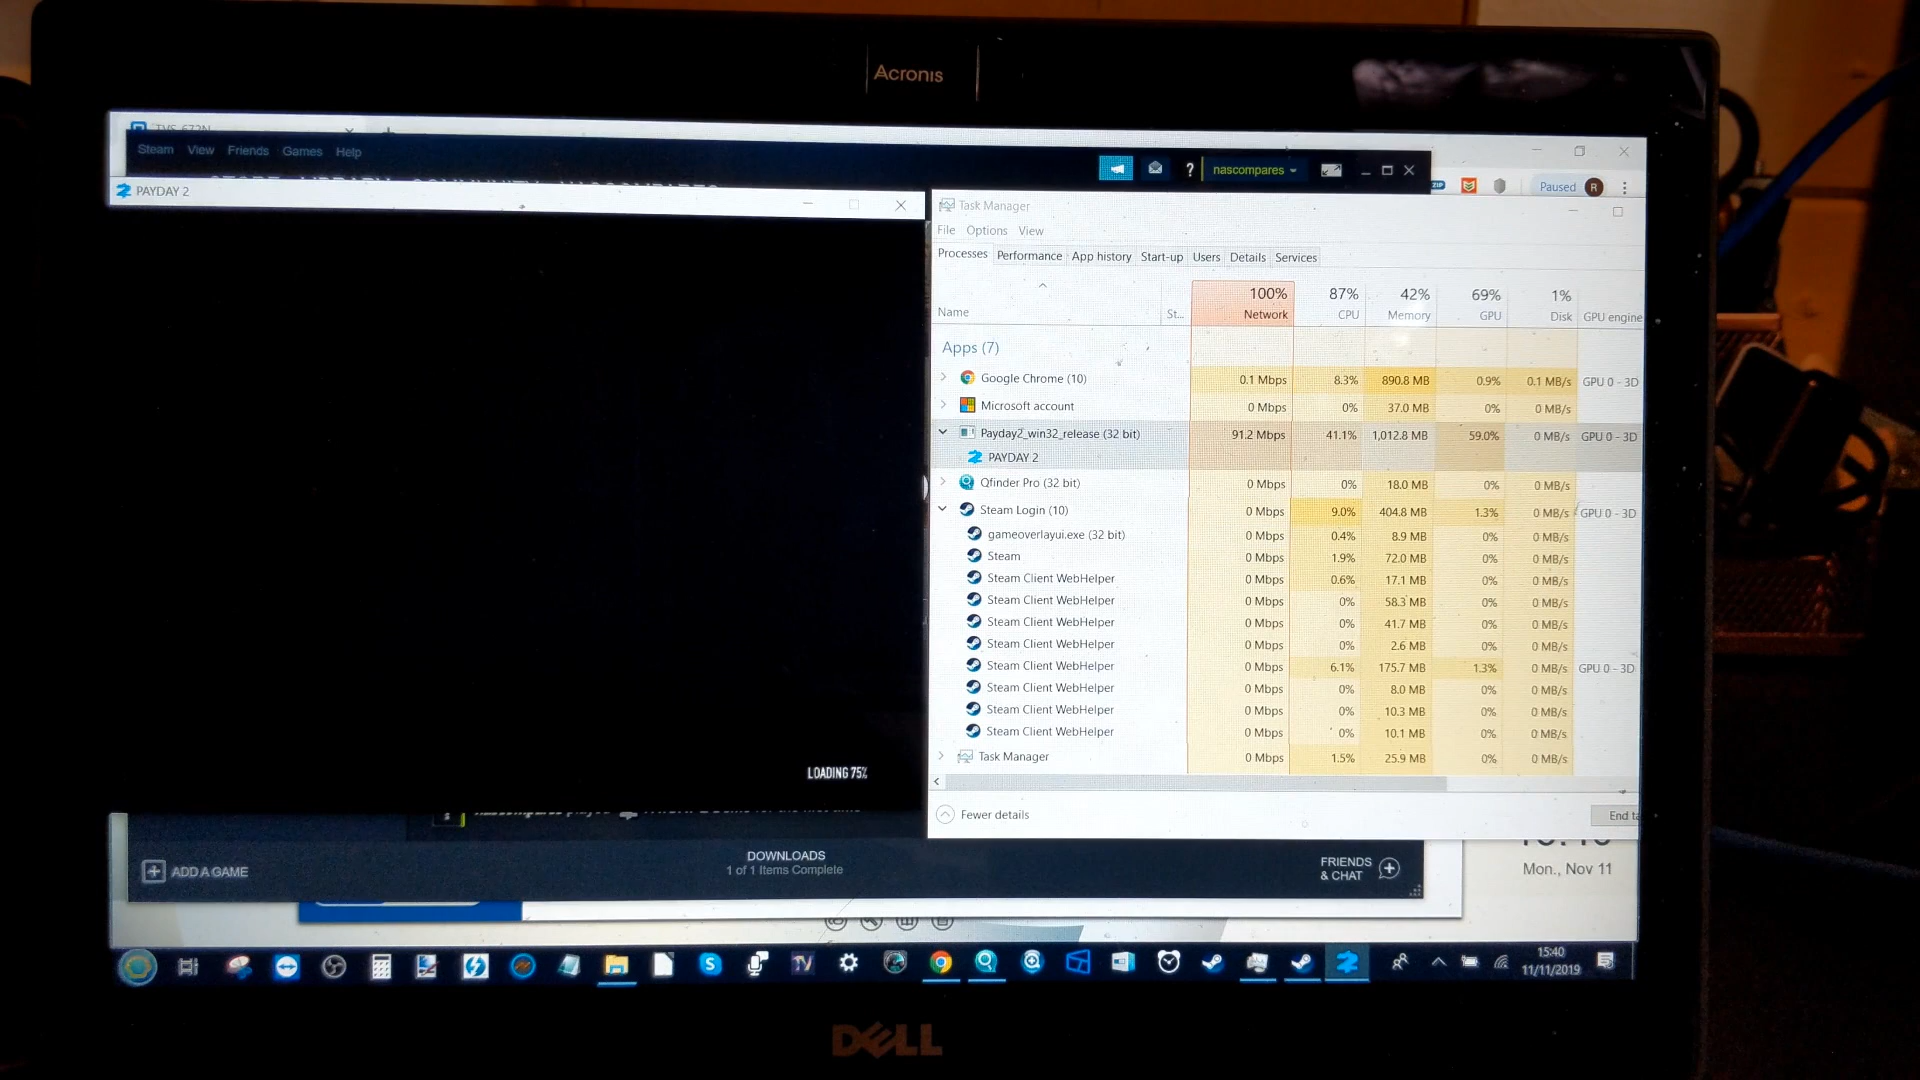 Acronis
TVS-672N
Steam View Friends Games Help
nascompares
Paused R
PAYDAY 2
Task Manager
File Options View
Processes Performance App history Start-up Users Details Services
100% 87% 42% 69% 1%
Name St... Network CPU Memory GPU Disk GPU engine
Apps (7)
Google Chrome (10) 0.1 Mbps 8.3% 890.8 MB 0.9% 0.1 MB/s GPU 0 - 3D
Microsoft account 0 Mbps 0% 37.0 MB 0% 0 MB/s
Payday2_win32_release (32 bit) 91.2 Mbps 41.1% 1,012.8 MB 59.0% 0 MB/s GPU 0 - 3D
PAYDAY 2
Qfinder Pro (32 bit) 0 Mbps 0% 18.0 MB 0% 0 MB/s
Steam Login (10) 0 Mbps 9.0% 404.8 MB 1.3% 0 MB/s GPU 0 - 3D
gameoverlayui.exe (32 bit) 0 Mbps 0.4% 8.9 MB 0% 0 MB/s
Steam 0 Mbps 1.9% 72.0 MB 0% 0 MB/s
Steam Client WebHelper 0 Mbps 0.6% 17.1 MB 0% 0 MB/s
Steam Client WebHelper 0 Mbps 0% 58.3 MB 0% 0 MB/s
Steam Client WebHelper 0 Mbps 0% 41.7 MB 0% 0 MB/s
Steam Client WebHelper 0 Mbps 0% 2.6 MB 0% 0 MB/s
Steam Client WebHelper 0 Mbps 6.1% 175.7 MB 1.3% 0 MB/s GPU 0 - 3D
Steam Client WebHelper 0 Mbps 0% 8.0 MB 0% 0 MB/s
Steam Client WebHelper 0 Mbps 0% 10.3 MB 0% 0 MB/s
Steam Client WebHelper 0 Mbps 0% 10.1 MB 0% 0 MB/s
Task Manager 0 Mbps 1.5% 25.9 MB 0% 0 MB/s
LOADING 75%
Fewer details End ta
ADD A GAME
DOWNLOADS
1 of 1 Items Complete
FRIENDS
& CHAT
Mon., Nov 11
15:40
11/11/2019
DELL